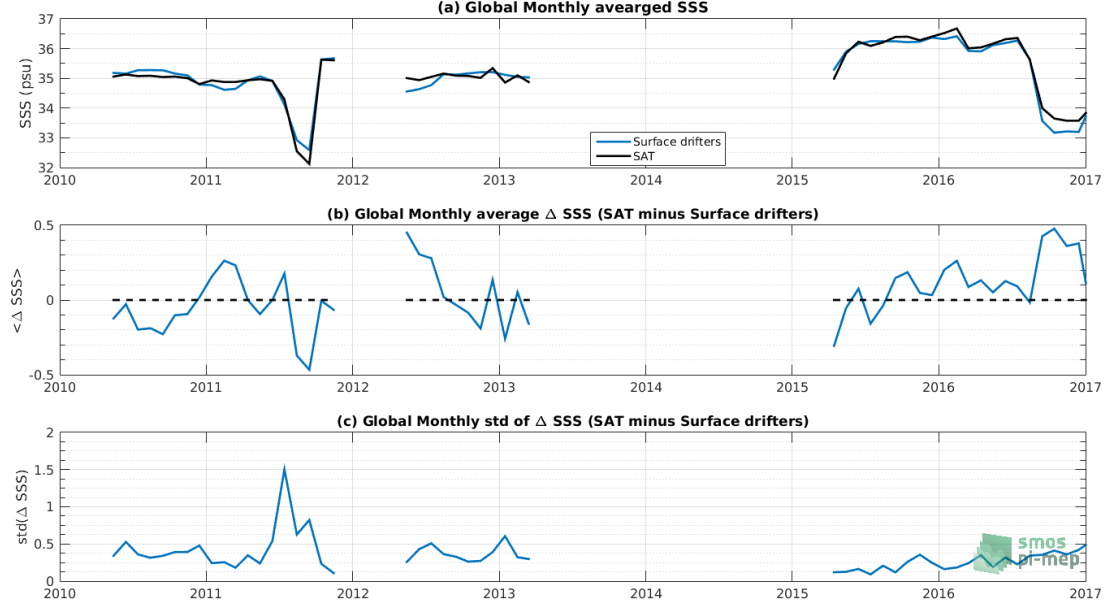 (a) Global Monthly avearged SSS
37
36
35
34
33
32
SSS (psu)
Surface drifters
SAT
2010 2011 2012 2013 2014 2015 2016 2017
(b) Global Monthly average Δ SSS (SAT minus Surface drifters)
0.5
0
-0.5
<Δ SSS>
2010 2011 2012 2013 2014 2015 2016 2017
(c) Global Monthly std of Δ SSS (SAT minus Surface drifters)
2
1.5
1
0.5
0
std(Δ SSS)
smos
pi-mep
2010 2011 2012 2013 2014 2015 2016 2017